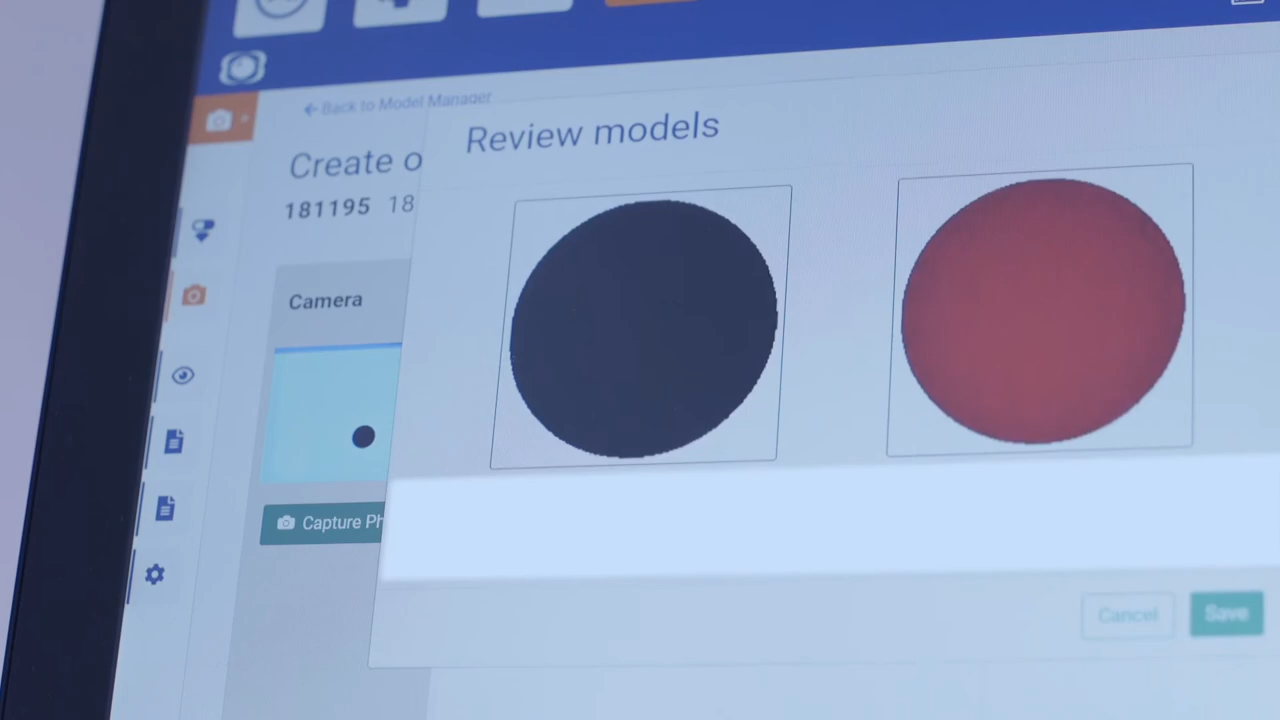 Back to Model Manager
Review models
Create o
181195 18
Camera
Capture Ph
Cancel
Save